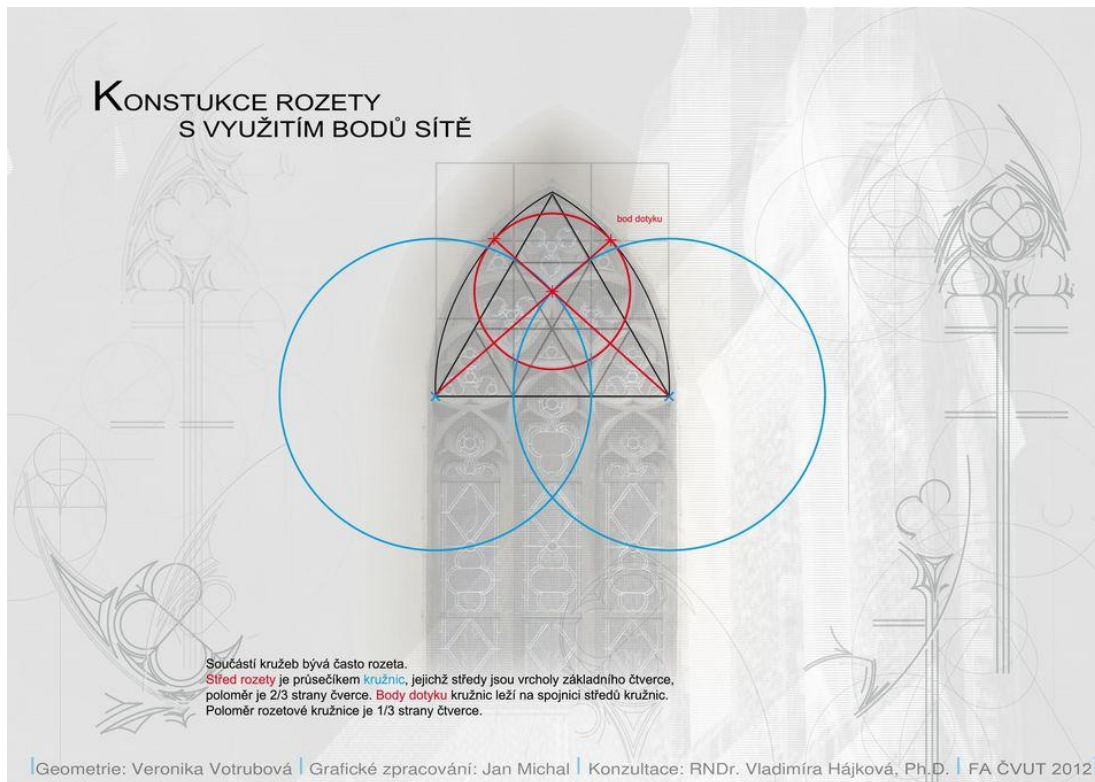 KONSTUKCE ROZETY
S VYUŽITÍM BODŮ SÍTĚ
bod dotyku
Součástí kružeb bývá často rozeta.
Střed rozety je průsečíkem kružnic, jejichž středy jsou vrcholy základního čtverce,
poloměr je 2/3 strany čverce. Body dotyku kružnic leží na spojnici středů kružnic.
Poloměr rozetové kružnice je 1/3 strany čtverce.
|Geometrie: Veronika Votrubová | Grafické zpracování: Jan Michal | Konzultace: RNDr. Vladimíra Hájková, Ph.D. | FA ČVUT 2012